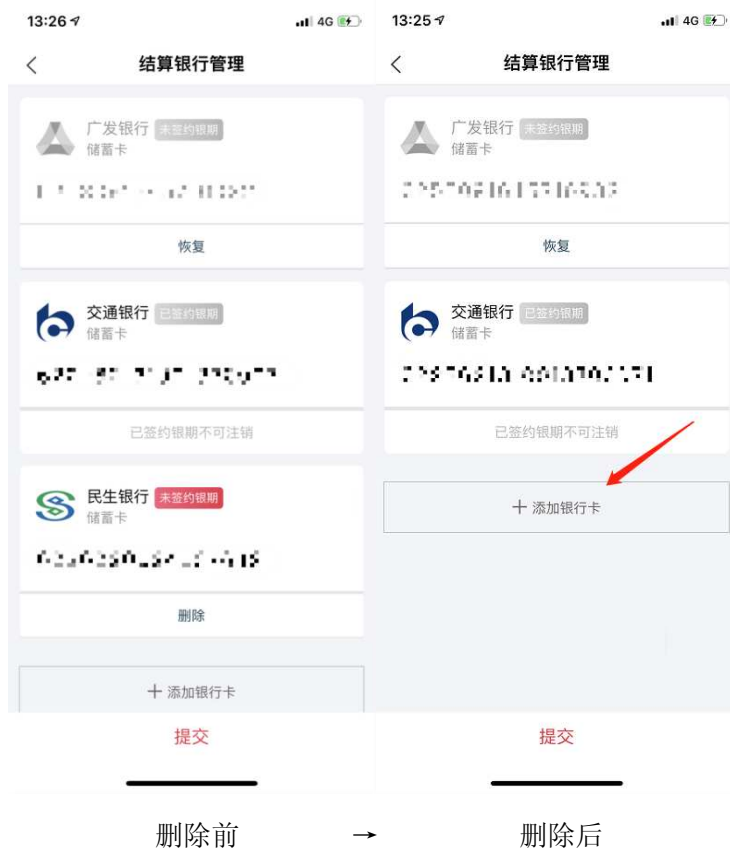 13:26
4G
结算银行管理
广发银行 未签约银期
储蓄卡
恢复
交通银行 已签约银期
储蓄卡
已签约银期不可注销
民生银行 未签约银期
储蓄卡
删除
+ 添加银行卡
提交
删除前
→
13:25
4G
结算银行管理
广发银行 未签约银期
储蓄卡
恢复
交通银行 已签约银期
储蓄卡
已签约银期不可注销
+ 添加银行卡
提交
删除后